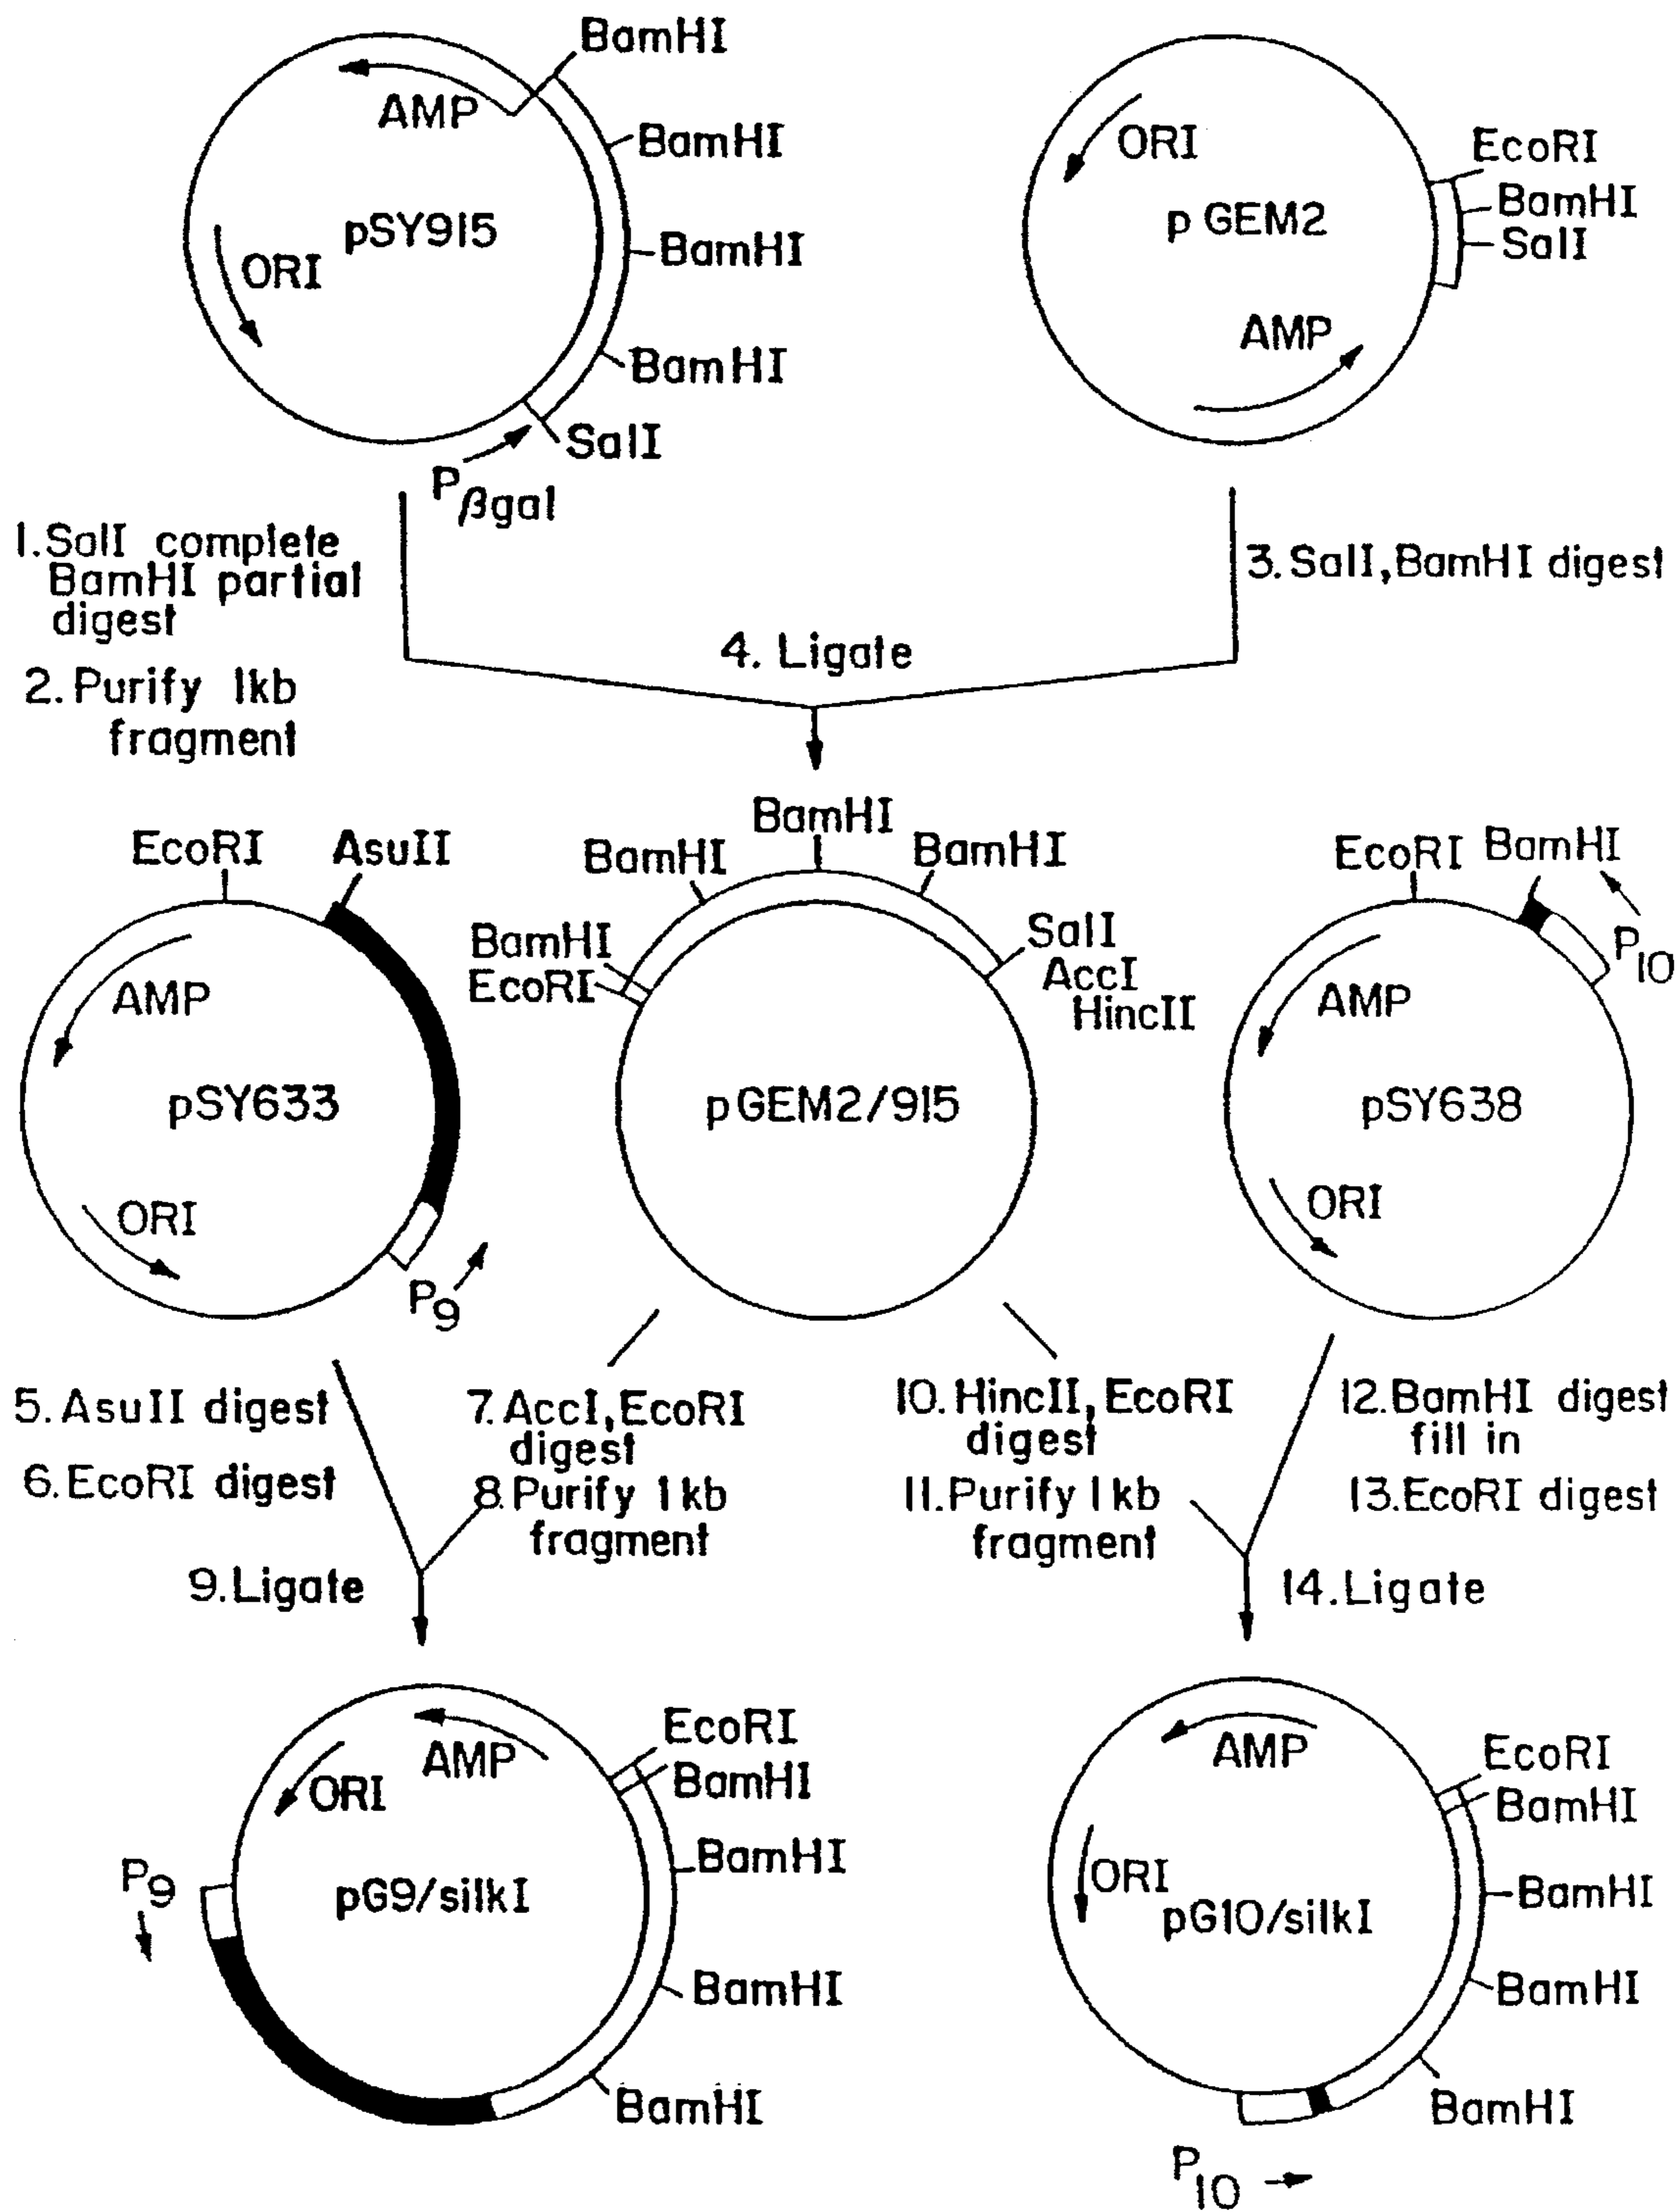 BamHI
AMP
BamHI
pSY915
BamHI
ORI
BamHI
SalI
Pβgal
ORI
EcoRI
pGEM2
BamHI
SalI
AMP
1.SalI complete
BamHI partial
digest
2. Purify 1kb
fragment
3. SalI, BamHI digest
4. Ligate
EcoRI
AsuII
AMP
pSY633
ORI
P9
BamHI
BamHI
BamHI
BamHI
EcoRI
SalI
AccI
HincII
pGEM2/915
EcoRI
BamHI
P10
AMP
pSY638
ORI
5. AsuII digest
6. EcoRI digest
7. AccI, EcoRI
digest
8. Purify 1kb
fragment
9. Ligate
10. HincII, EcoRI
digest
11. Purify 1kb
fragment
12. BamHI digest
fill in
13. EcoRI digest
14. Ligate
EcoRI
AMP
BamHI
ORI
BamHI
P9
pG9/silkI
BamHI
BamHI
AMP
EcoRI
BamHI
ORI
BamHI
pG10/silkI
BamHI
BamHI
P10